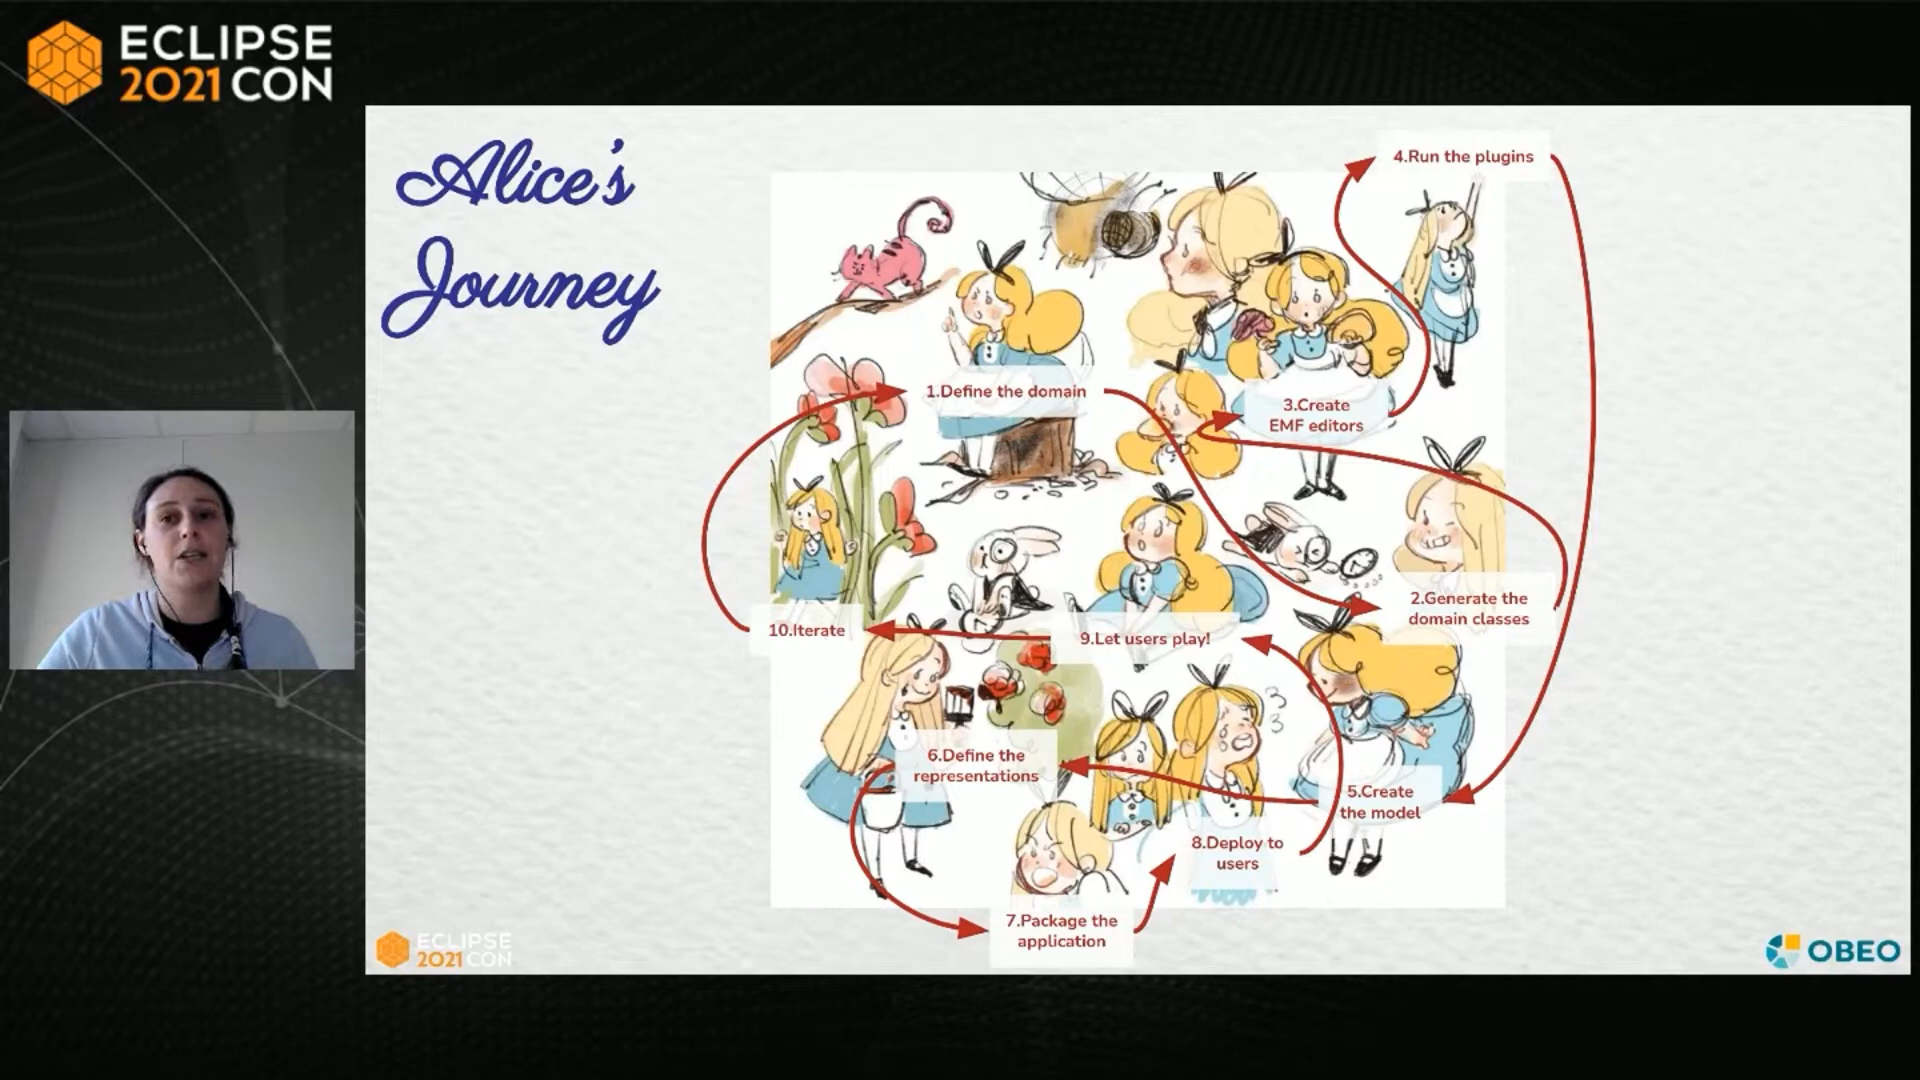 ECLIPSE
2021 CON
Alice's
Journey
4.Run the plugins
1.Define the domain
3.Create
EMF editors
2.Generate the
domain classes
10.Iterate
9.Let users play!
6.Define the
representations
5.Create
the model
8.Deploy to
users
7.Package the
application
ECLIPSE
2021 CON
OBEO